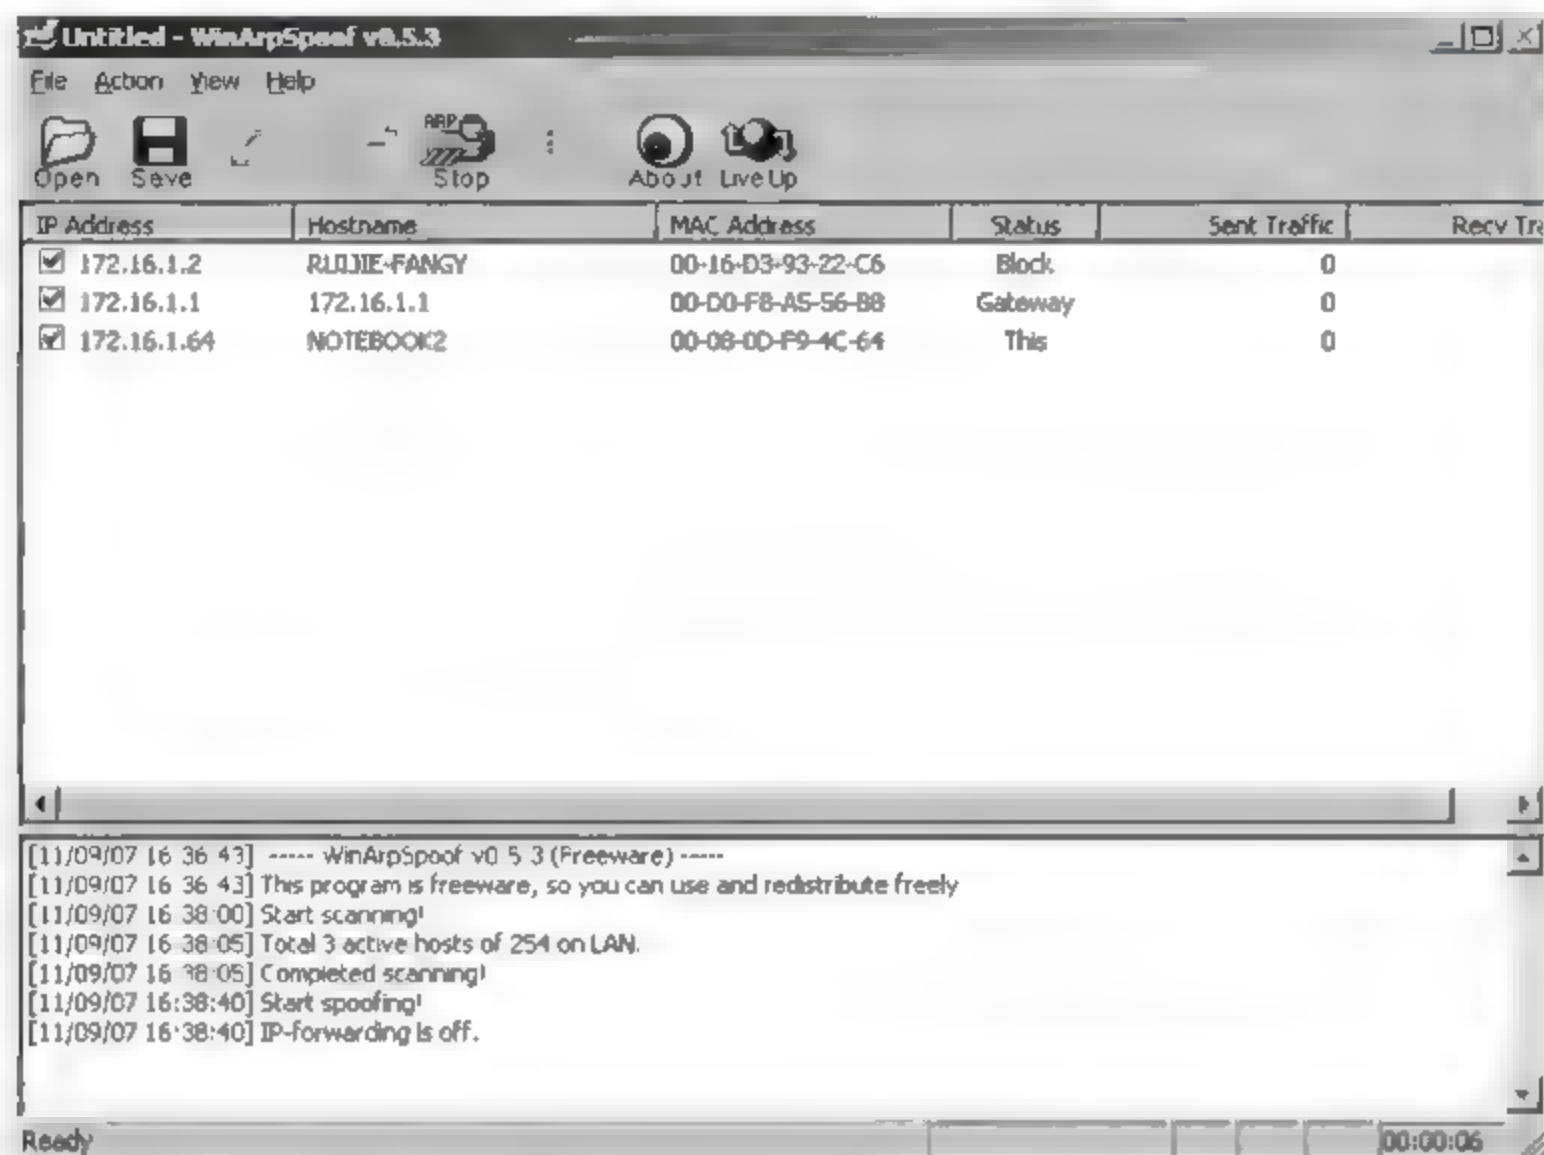 Untitled - WinArpSpoof v0.5.3
File Action View Help
Open Save Stop About LiveUp
ARP
IP Address Hostname MAC Address Status Sent Traffic Recv Tra
172.16.1.2 RUIJIE-FANGY 00-16-D3-93-22-C6 Block 0
172.16.1.1 172.16.1.1 00-D0-F8-A5-56-B8 Gateway 0
172.16.1.64 NOTEBOOK2 00-08-0D-F9-4C-64 This 0
[11/09/07 16:36:43] ----- WinArpSpoof v0.5.3 (Freeware) -----
[11/09/07 16:36:43] This program is freeware, so you can use and redistribute freely
[11/09/07 16:38:00] Start scanning!
[11/09/07 16:38:05] Total 3 active hosts of 254 on LAN.
[11/09/07 16:38:05] Completed scanning!
[11/09/07 16:38:40] Start spoofing!
[11/09/07 16:38:40] IP-forwarding is off.
Ready 00:00:06